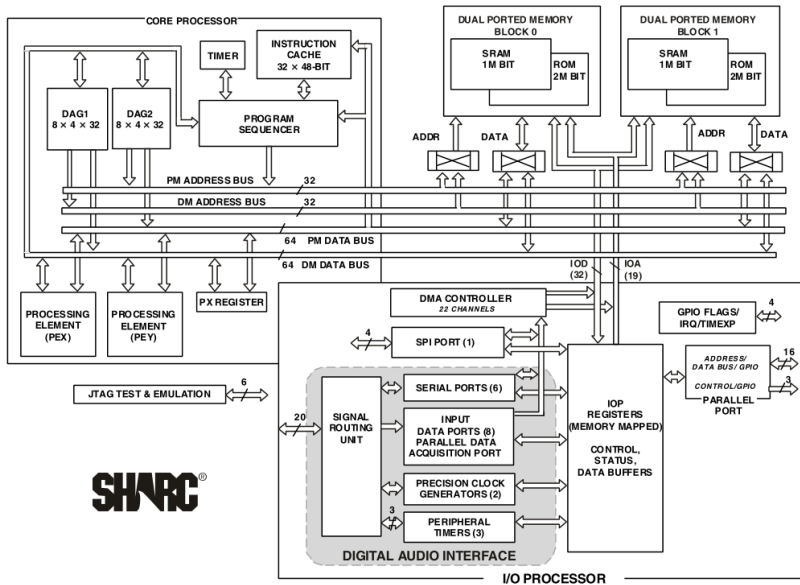 CORE PROCESSOR
TIMER
INSTRUCTION
CACHE
32 × 48-BIT
DAG1
8 × 4 × 32
DAG2
8 × 4 × 32
PROGRAM
SEQUENCER
DUAL PORTED MEMORY
BLOCK 0
SRAM
1M BIT
ROM
2M BIT
DUAL PORTED MEMORY
BLOCK 1
SRAM
1M BIT
ROM
2M BIT
ADDR
DATA
ADDR
DATA
PM ADDRESS BUS
32
DM ADDRESS BUS
32
64
PM DATA BUS
64
DM DATA BUS
IOD
(32)
IOA
(19)
PROCESSING
ELEMENT
(PEX)
PROCESSING
ELEMENT
(PEY)
PX REGISTER
DMA CONTROLLER
22 CHANNELS
GPIO FLAGS/
IRQ/TIMEXP
4
4
SPI PORT (1)
ADDRESS/
DATA BUS / GPIO
CONTROL/GPIO
PARALLEL
PORT
16
3
JTAG TEST & EMULATION
6
20
SIGNAL
ROUTING
UNIT
SERIAL PORTS (6)
INPUT
DATA PORTS (8)
PARALLEL DATA
ACQUISITION PORT
PRECISION CLOCK
GENERATORS (2)
3
PERIPHERAL
TIMERS (3)
IOP
REGISTERS
(MEMORY MAPPED)
CONTROL,
STATUS,
DATA BUFFERS
SHARC®
DIGITAL AUDIO INTERFACE
I/O PROCESSOR